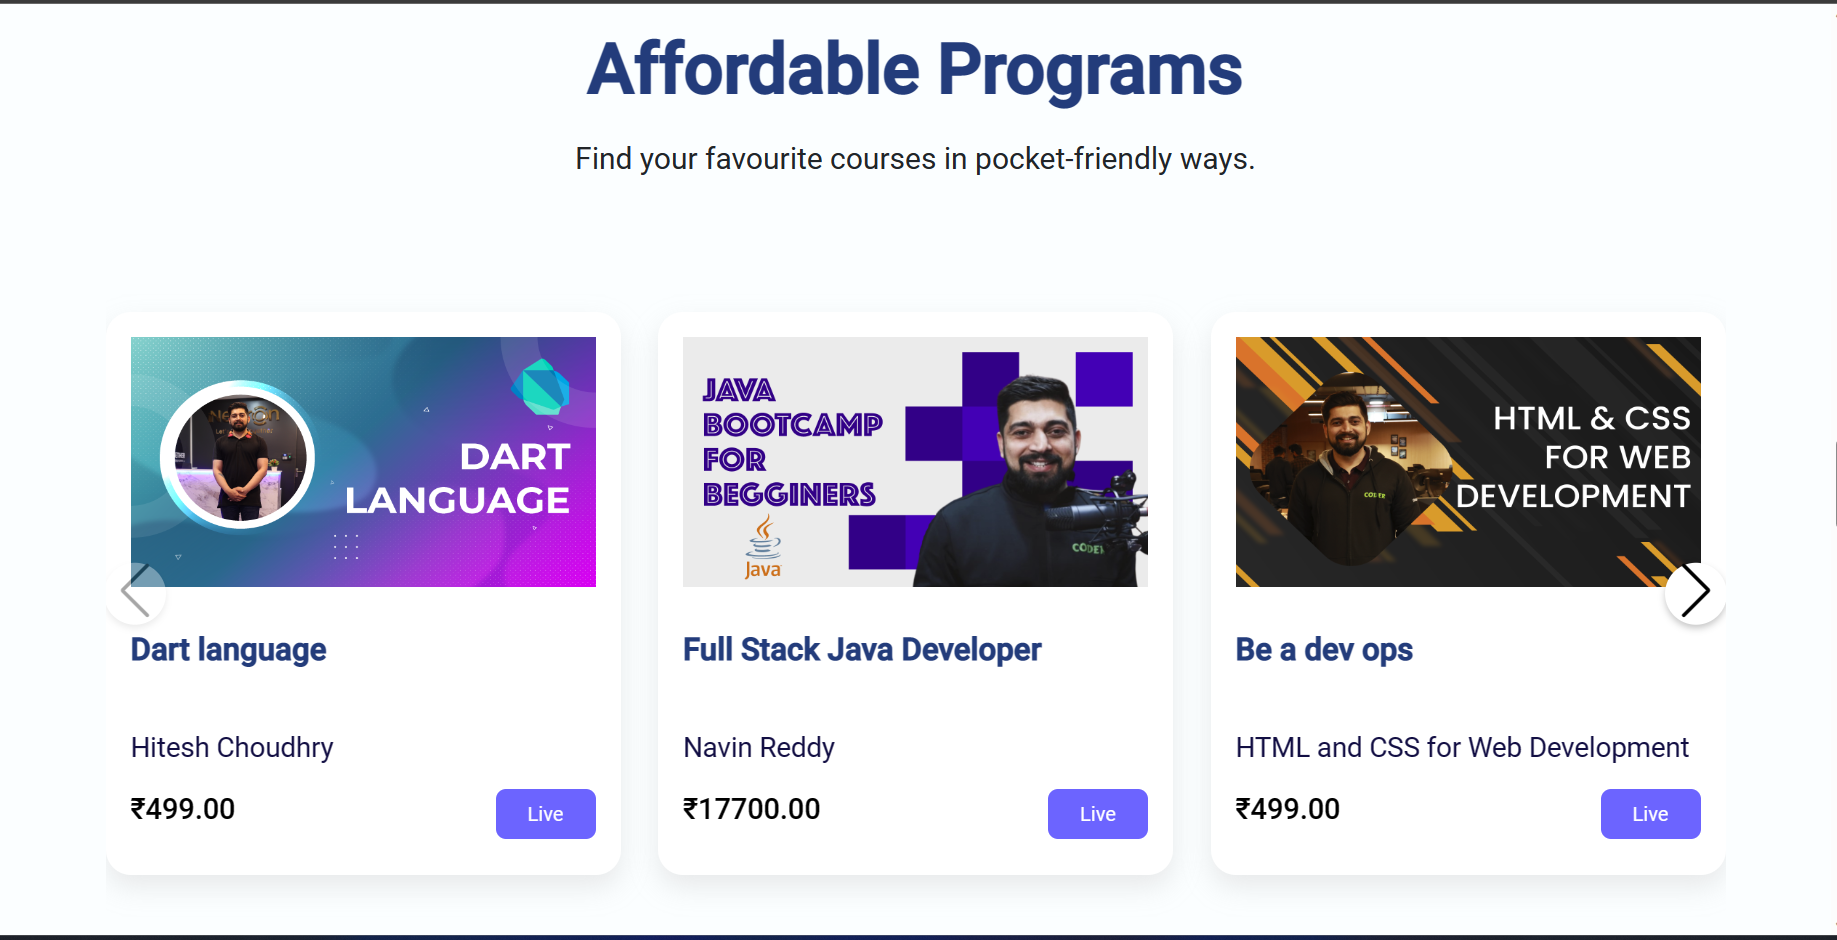 Affordable Programs
Find your favourite courses in pocket-friendly ways.
DART
LANGUAGE
Dart language
Hitesh Choudhry
₹499.00
Live
JAVA
BOOTCAMP
FOR
BEGGINERS
Java
CODER
Full Stack Java Developer
Navin Reddy
₹17700.00
Live
HTML & CSS
FOR WEB
DEVELOPMENT
Be a dev ops
HTML and CSS for Web Development
₹499.00
Live